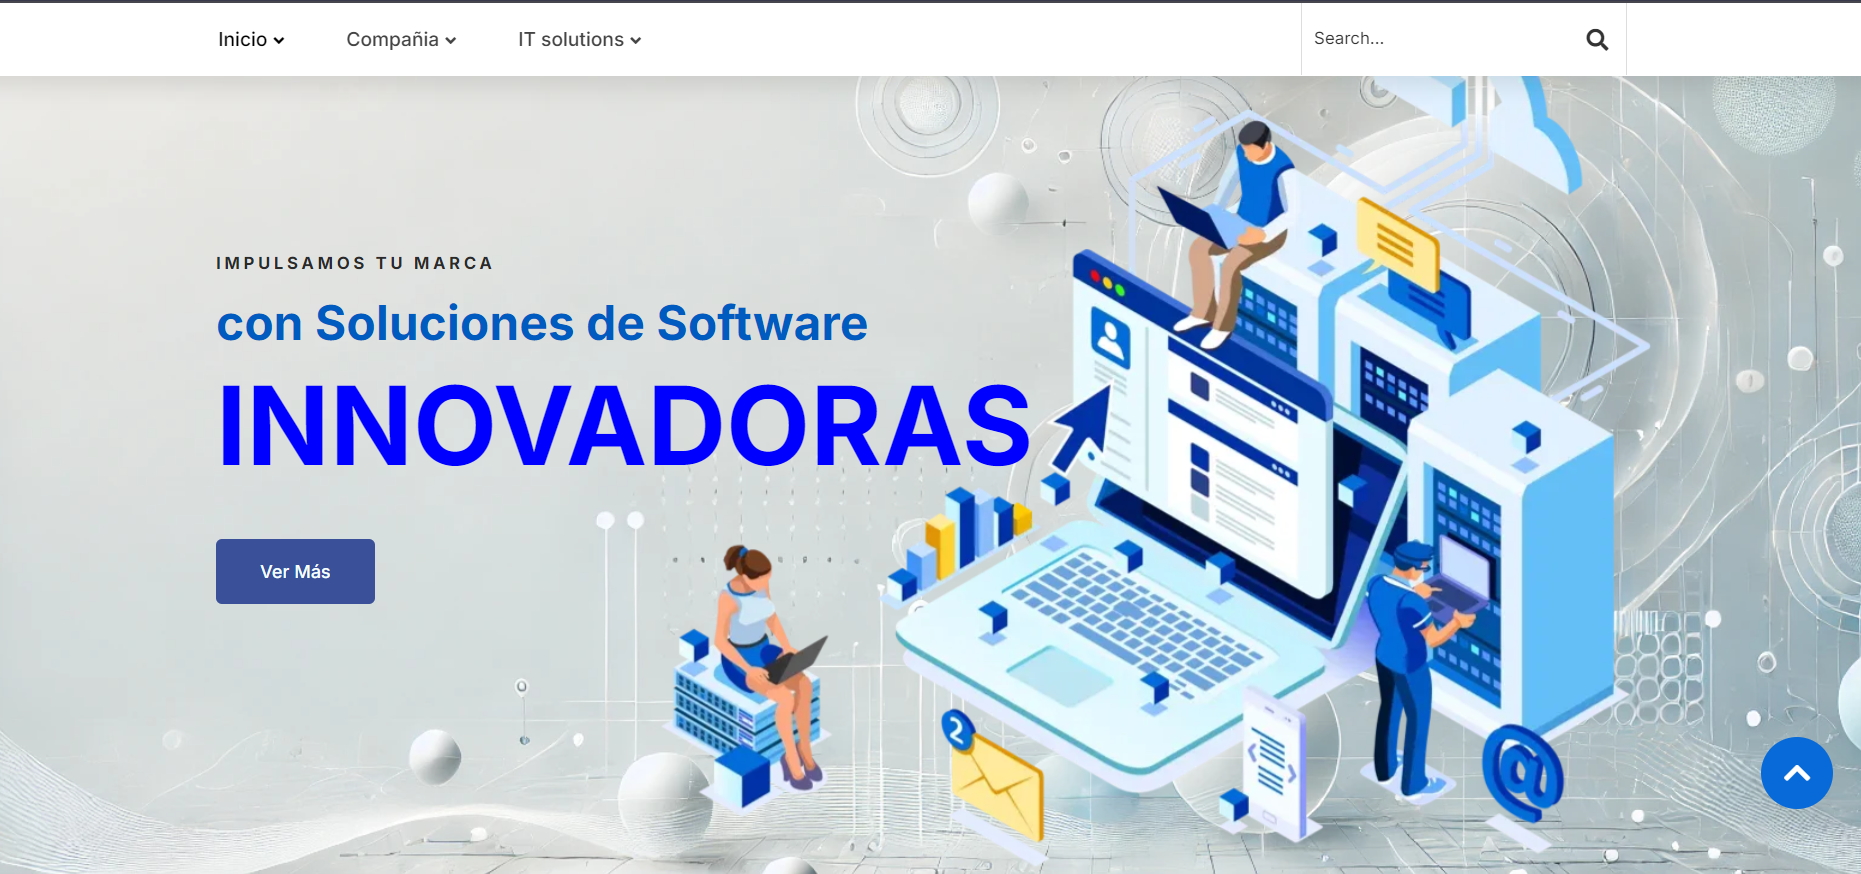 Inicio
Compañia
IT solutions
Search...
IMPULSAMOS TU MARCA
con Soluciones de Software
INNOVADORAS
Ver Más
2
@